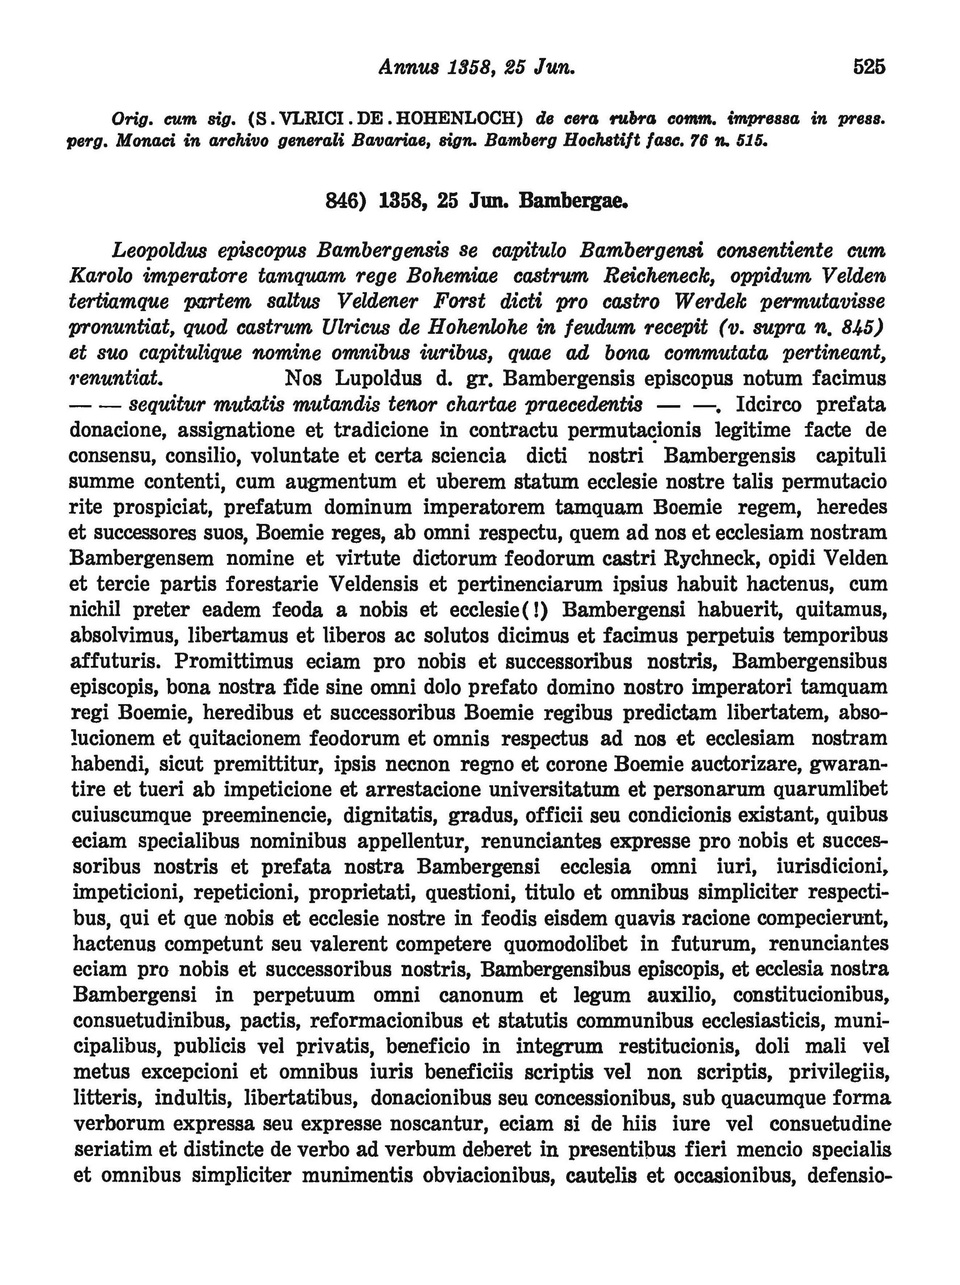 Annus 1358, 25 Jun. 525
Orig. cum sig. (S. VLRICI. DE. HOHENLOCH) de cera rubra comm. impressa in press.
perg. Monaci in archivo generali Bavariae, sign. Bamberg Hochstift fasc. 76 n. 515.
846) 1358, 25 Jun. Bambergae.
Leopoldus episcopus Bambergensis se capitulo Bambergensi consentiente cum
Karolo imperatore tamquam rege Bohemiae castrum Reicheneck, oppidum Velden
tertiamque partem saltus Veldener Forst dicti pro castro Werdek permutavisse
pronuntiat, quod castrum Ulricus de Hohenlohe in feudum recepit (v. supra n. 845)
et suo capitulique nomine omnibus iuribus, quae ad bona commutata pertineant,
renuntiat. Nos Lupoldus d. gr. Bambergensis episcopus notum facimus
— — sequitur mutatis mutandis tenor chartae praecedentis — —. Idcirco prefata
donacione, assignatione et tradicione in contractu permutacionis legitime facte de
consensu, consilio, voluntate et certa sciencia dicti nostri Bambergensis capituli
summe contenti, cum augmentum et uberem statum ecclesie nostre talis permutacio
rite prospiciat, prefatum dominum imperatorem tamquam Boemie regem, heredes
et successores suos, Boemie reges, ab omni respectu, quem ad nos et ecclesiam nostram
Bambergensem nomine et virtute dictorum feodorum castri Rychneck, opidi Velden
et tercie partis forestarie Veldensis et pertinenciarum ipsius habuit hactenus, cum
nichil preter eadem feoda a nobis et ecclesie(!) Bambergensi habuerit, quitamus,
absolvimus, libertamus et liberos ac solutos dicimus et facimus perpetuis temporibus
affuturis. Promittimus eciam pro nobis et successoribus nostris, Bambergensibus
episcopis, bona nostra fide sine omni dolo prefato domino nostro imperatori tamquam
regi Boemie, heredibus et successoribus Boemie regibus predictam libertatem, abso-
lucionem et quitacionem feodorum et omnis respectus ad nos et ecclesiam nostram
habendi, sicut premittitur, ipsis necnon regno et corone Boemie auctorizare, gwaran-
tire et tueri ab impeticione et arrestacione universitatum et personarum quarumlibet
cuiuscumque preeminencie, dignitatis, gradus, officii seu condicionis existant, quibus
eciam specialibus nominibus appellentur, renunciantes expresse pro nobis et succes-
soribus nostris et prefata nostra Bambergensi ecclesia omni iuri, iurisdicioni,
impeticioni, repeticioni, proprietati, questioni, titulo et omnibus simpliciter respecti-
bus, qui et que nobis et ecclesie nostre in feodis eisdem quavis racione compecierunt,
hactenus competunt seu valerent competere quomodolibet in futurum, renunciantes
eciam pro nobis et successoribus nostris, Bambergensibus episcopis, et ecclesia nostra
Bambergensi in perpetuum omni canonum et legum auxilio, constitucionibus,
consuetudinibus, pactis, reformacionibus et statutis communibus ecclesiasticis, muni-
cipalibus, publicis vel privatis, beneficio in integrum restitucionis, doli mali vel
metus excepcioni et omnibus iuris beneficiis scriptis vel non scriptis, privilegiis,
litteris, indultis, libertatibus, donacionibus seu concessionibus, sub quacumque forma
verborum expressa seu expresse noscantur, eciam si de hiis iure vel consuetudine
seriatim et distincte de verbo ad verbum deberet in presentibus fieri mencio specialis
et omnibus simpliciter munimentis obviacionibus, cautelis et occasionibus, defensio-